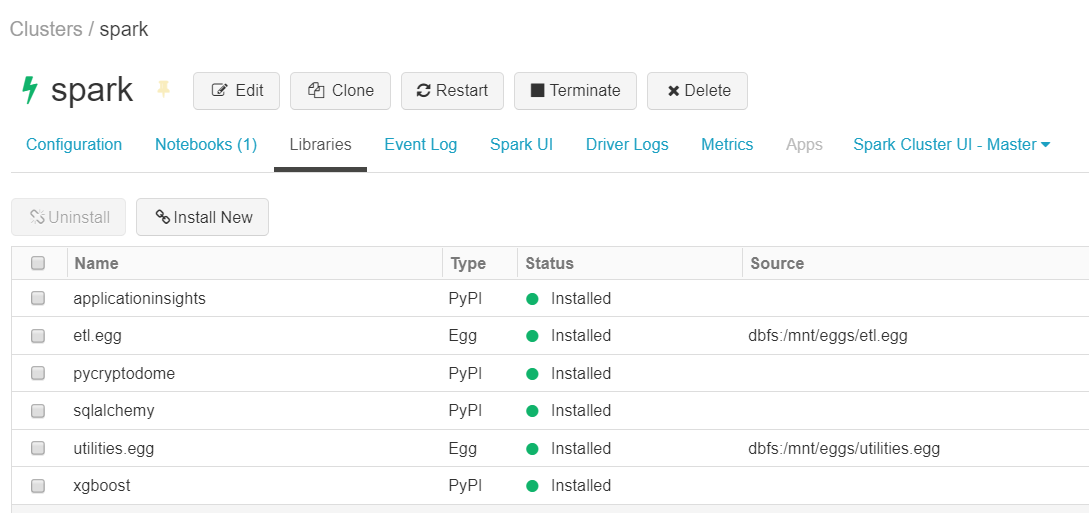 Clusters / spark
spark Edit Clone Restart Terminate Delete
Configuration Notebooks (1) Libraries Event Log Spark UI Driver Logs Metrics Apps Spark Cluster UI - Master
Uninstall Install New
Name Type Status Source
applicationinsights PyPI Installed
etl.egg Egg Installed dbfs:/mnt/eggs/etl.egg
pycryptodome PyPI Installed
sqlalchemy PyPI Installed
utilities.egg Egg Installed dbfs:/mnt/eggs/utilities.egg
xgboost PyPI Installed